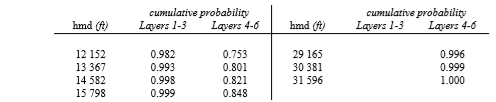 cumulative probability cumulative probability
hmd (ft) Layers 1-3 Layers 4-6 hmd (ft) Layers 1-3 Layers 4-6
12 152 0.982 0.753 29 165 0.996
13 367 0.993 0.801 30 381 0.999
14 582 0.998 0.821 31 596 1.000
15 798 0.999 0.848